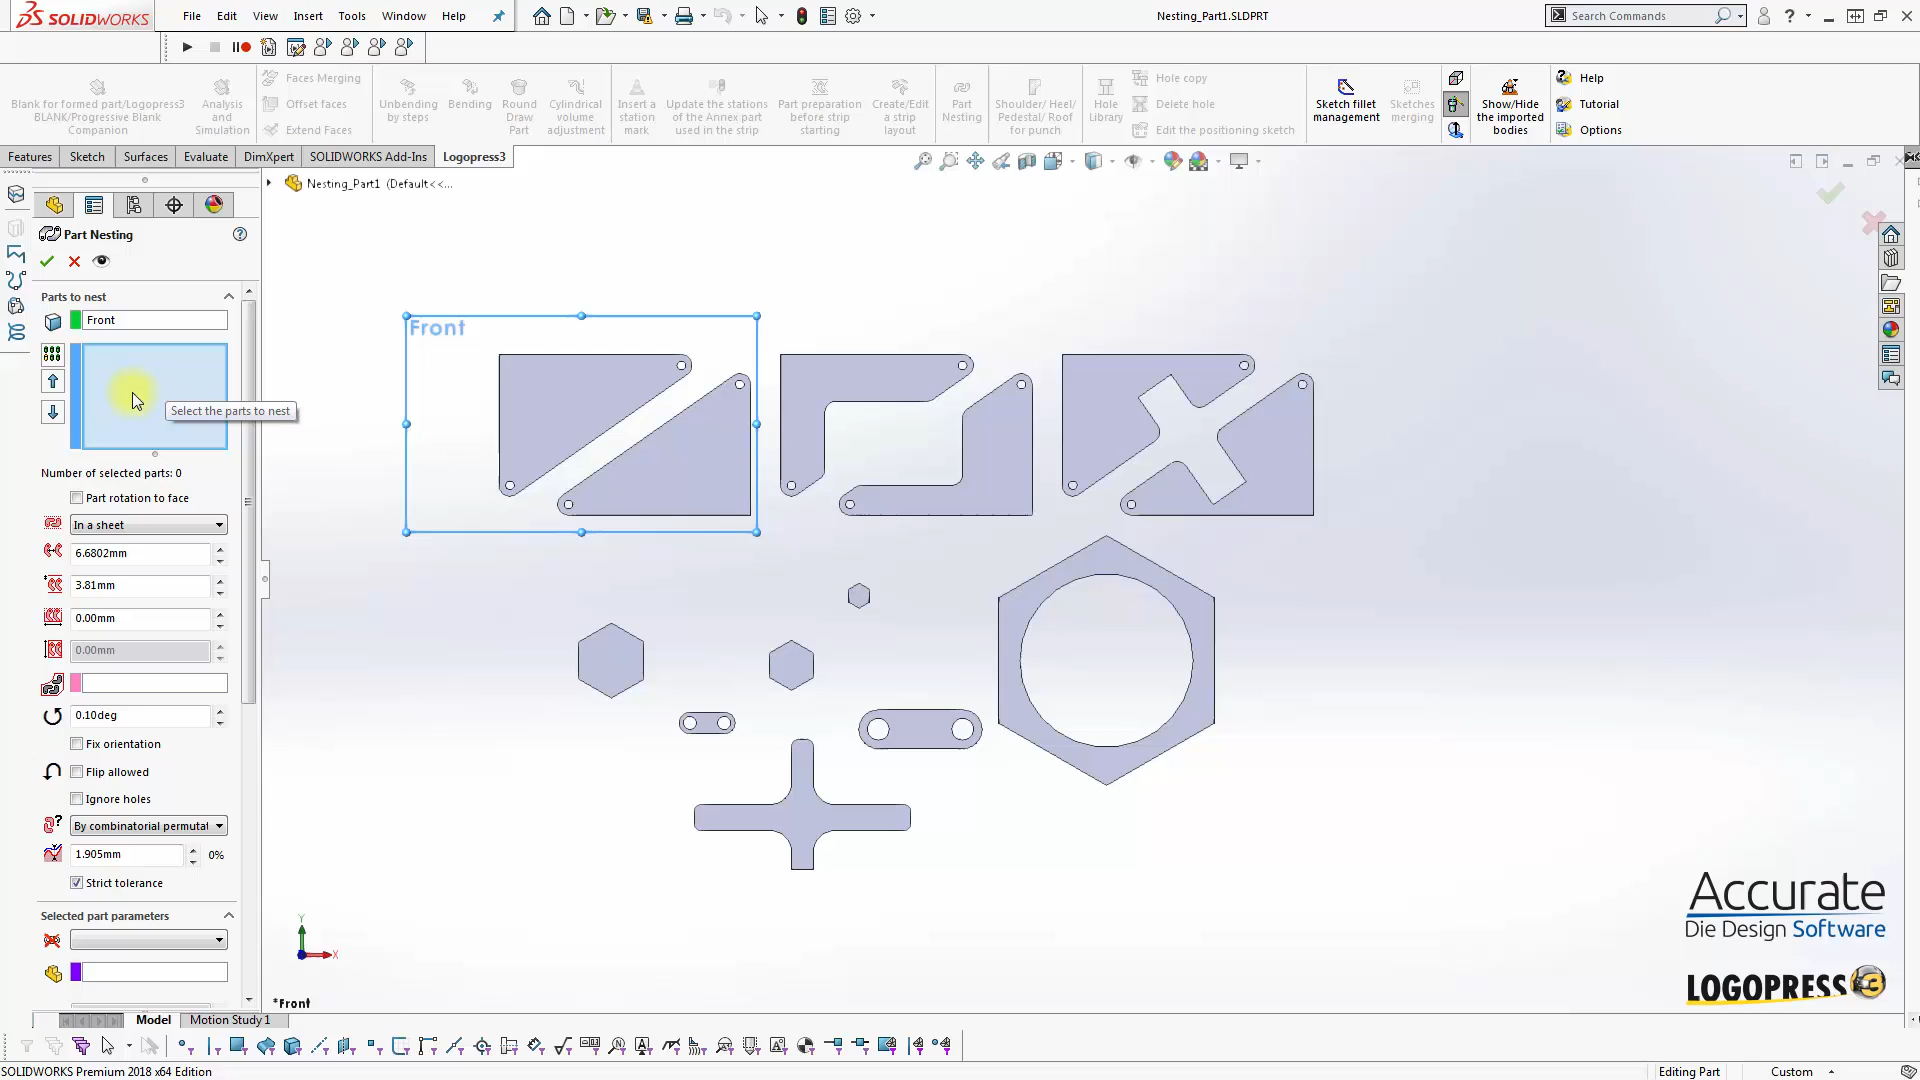 SOLIDWORKS File Edit View Insert Tools Window Help Nesting_Part1.SLDPRT Search Commands ?
Blank for formed part/Logopress3 BLANK/Progressive Blank Companion
Analysis and Simulation
Faces Merging
Offset faces
Extend Faces
Unbending by steps
Bending
Round Draw Part
Cylindrical volume adjustment
Insert a station mark
Update the stations of the Annex part used in the strip
Part preparation before strip starting
Create/Edit a strip layout
Part Nesting
Shoulder/ Heel/ Pedestal/ Roof for punch
Hole Library
Hole copy
Delete hole
Edit the positioning sketch
Sketch fillet management
Sketches merging
Show/Hide the imported bodies
Help
Tutorial
Options
Features Sketch Surfaces Evaluate DimXpert SOLIDWORKS Add-Ins Logopress3
Nesting_Part1 (Default<<...
Part Nesting
Parts to nest
Front
Select the parts to nest
Number of selected parts: 0
Part rotation to face
In a sheet
6.6802mm
3.81mm
0.00mm
0.00mm
0.10deg
Fix orientation
Flip allowed
Ignore holes
By combinatorial permutat
1.905mm 0%
Strict tolerance
Selected part parameters
Front
Y
X
*Front
Accurate
Die Design Software
LOGOPRESS 3
Model Motion Study 1
SOLIDWORKS Premium 2018 x64 Edition Editing Part Custom